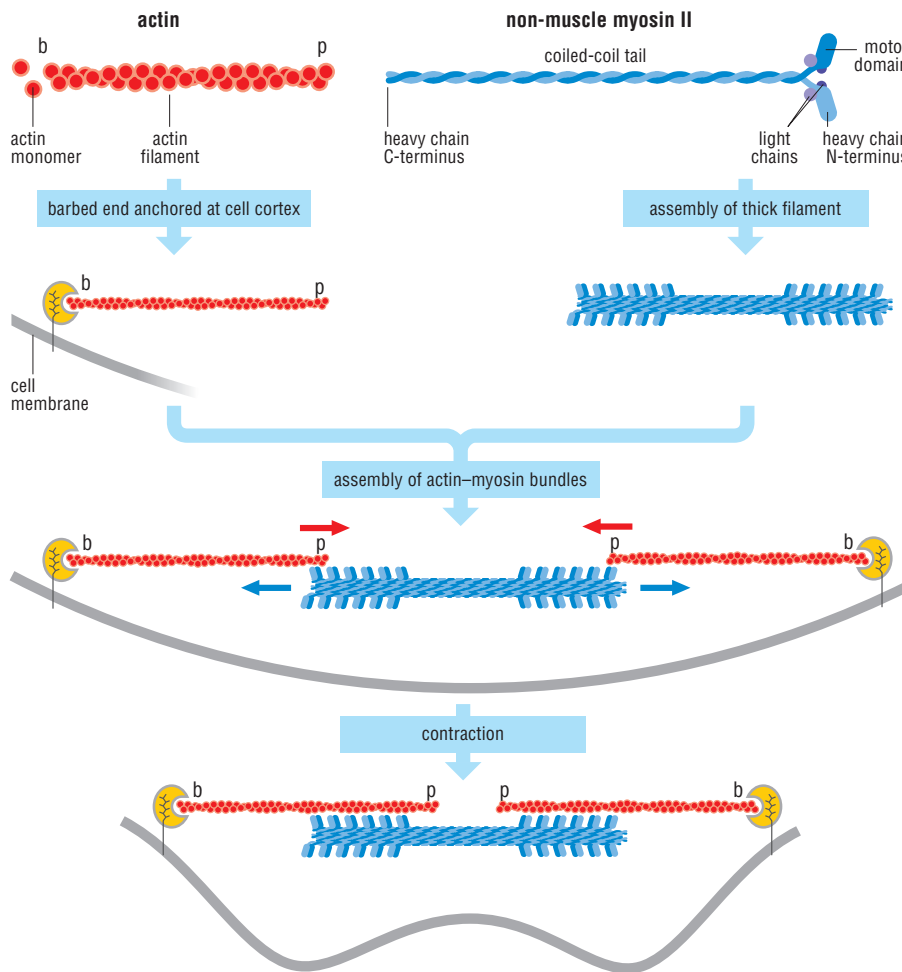 actin
non-muscle myosin II
b
p
coiled-coil tail
moto
domain
actin
monomer
actin
filament
heavy chain
C-terminus
light
chains
heavy chain
N-terminus
barbed end anchored at cell cortex
assembly of thick filament
b
p
cell
membrane
assembly of actin–myosin bundles
b
p
p
b
contraction
b
p
p
b